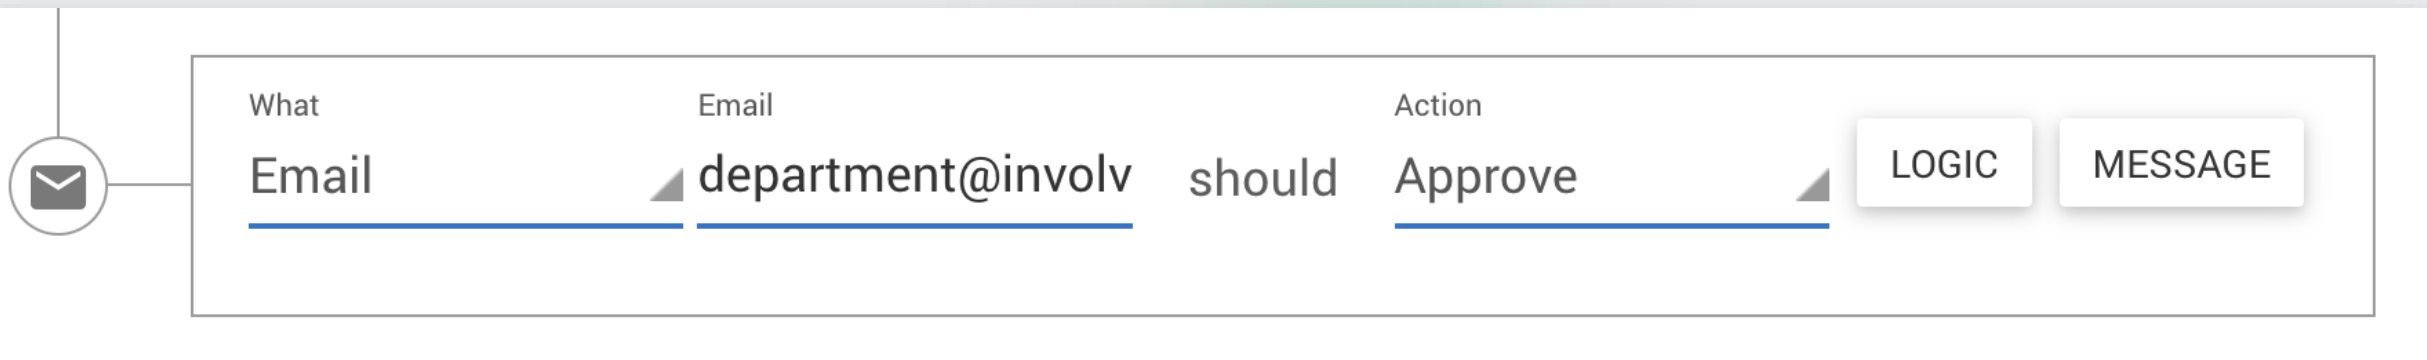 What Email Action
Email department@involv should Approve LOGIC MESSAGE